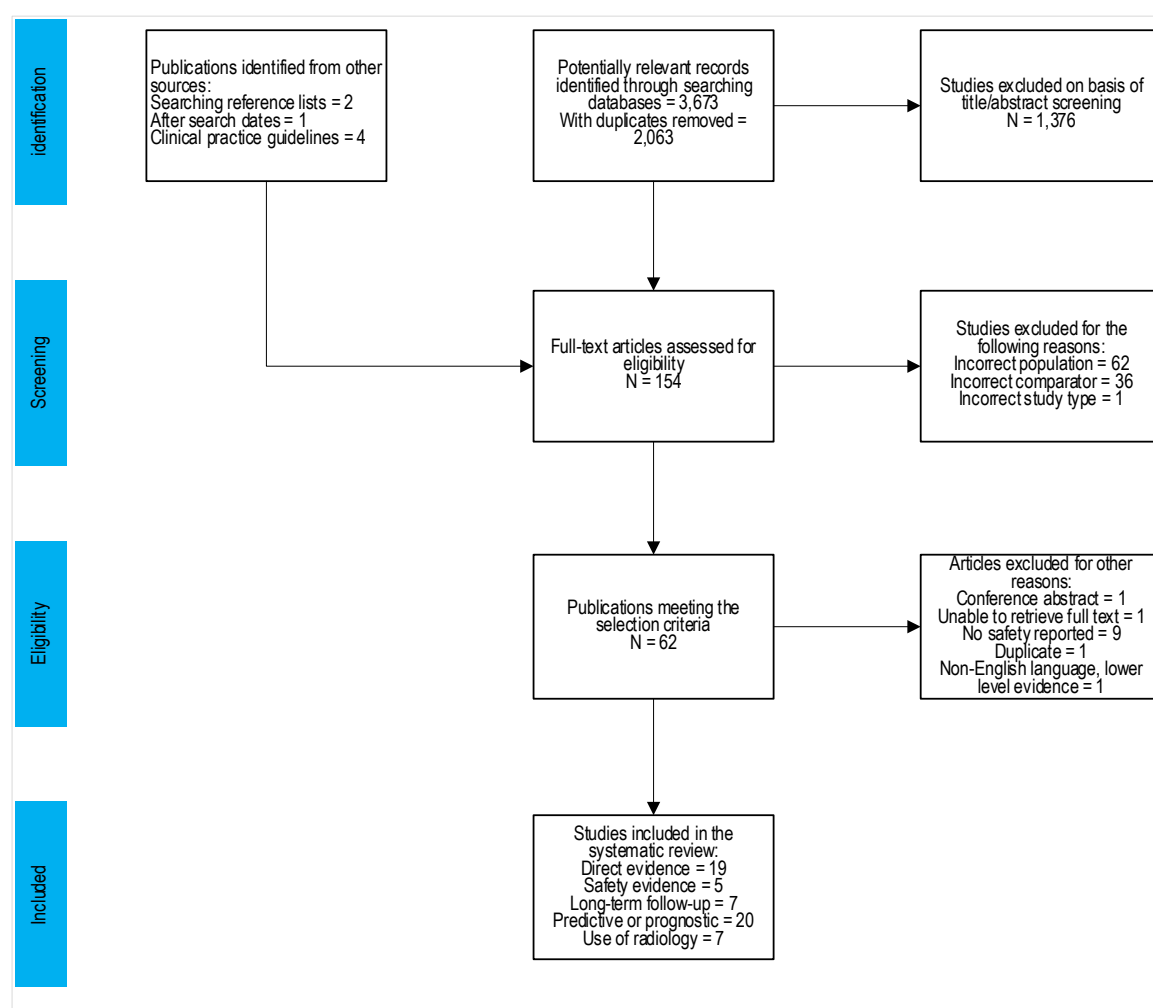 identification
Publications identified from other
sources:
Searching reference lists = 2
After search dates = 1
Clinical practice guidelines = 4
Potentially relevant records
identified through searching
databases = 3,673
With duplicates removed =
2,063
Studies excluded on basis of
title/abstract screening
N = 1,376
Screening
Full-text articles assessed for
eligibility
N = 154
Studies excluded for the
following reasons:
Incorrect population = 62
Incorrect comparator = 36
Incorrect study type = 1
Eligibility
Publications meeting the
selection criteria
N = 62
Articles excluded for other
reasons:
Conference abstract = 1
Unable to retrieve full text = 1
No safety reported = 9
Duplicate = 1
Non-English language, lower
level evidence = 1
Included
Studies included in the
systematic review:
Direct evidence = 19
Safety evidence = 5
Long-term follow-up = 7
Predictive or prognostic = 20
Use of radiology = 7